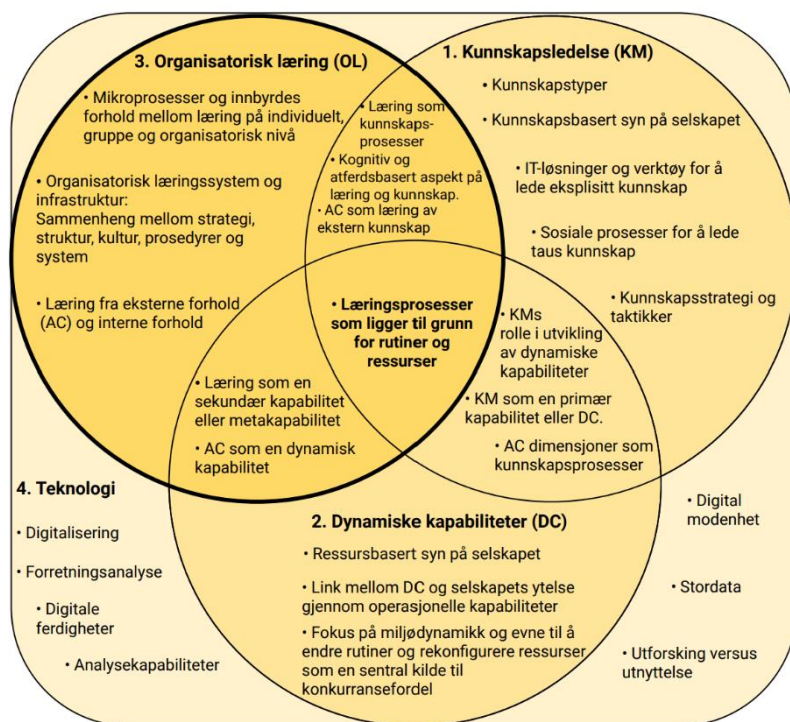 3. Organisatorisk læring (OL)
• Mikroprosesser og innbyrdes
forhold mellom læring på individuelt,
gruppe og organisatorisk nivå
• Organisatorisk læringssystem og
infrastruktur:
Sammenheng mellom strategi,
struktur, kultur, prosedyrer og
system
• Læring fra eksterne forhold
(AC) og interne forhold
• Læring som
kunnskaps-
prosesser
• Kognitiv og
atferdsbasert aspekt på
læring og kunnskap.
• AC som læring av
ekstern kunnskap
1. Kunnskapsledelse (KM)
• Kunnskapstyper
• Kunnskapsbasert syn på selskapet
• IT-løsninger og verktøy for å
lede eksplisitt kunnskap
• Sosiale prosesser for å lede
taus kunnskap
• Kunnskapsstrategi og
taktikker
• Læringsprosesser
som ligger til grunn
for rutiner og
ressurser
• KMs
rolle i utvikling
av dynamiske
kapabiliteter
• KM som en primær
kapabilitet eller DC.
• AC dimensjoner som
kunnskapsprosesser
• Læring som en
sekundær kapabilitet
eller metakapabilitet
• AC som en dynamisk
kapabilitet
2. Dynamiske kapabiliteter (DC)
• Ressursbasert syn på selskapet
• Link mellom DC og selskapets ytelse
gjennom operasjonelle kapabiliteter
• Fokus på miljødynamikk og evne til å
endre rutiner og rekonfigurere ressurser
som en sentral kilde til
konkurransefordel
4. Teknologi
• Digitalisering
• Forretningsanalyse
• Digitale
ferdigheter
• Analysekapabiliteter
• Digital
modenhet
• Stordata
• Utforsking versus
utnyttelse